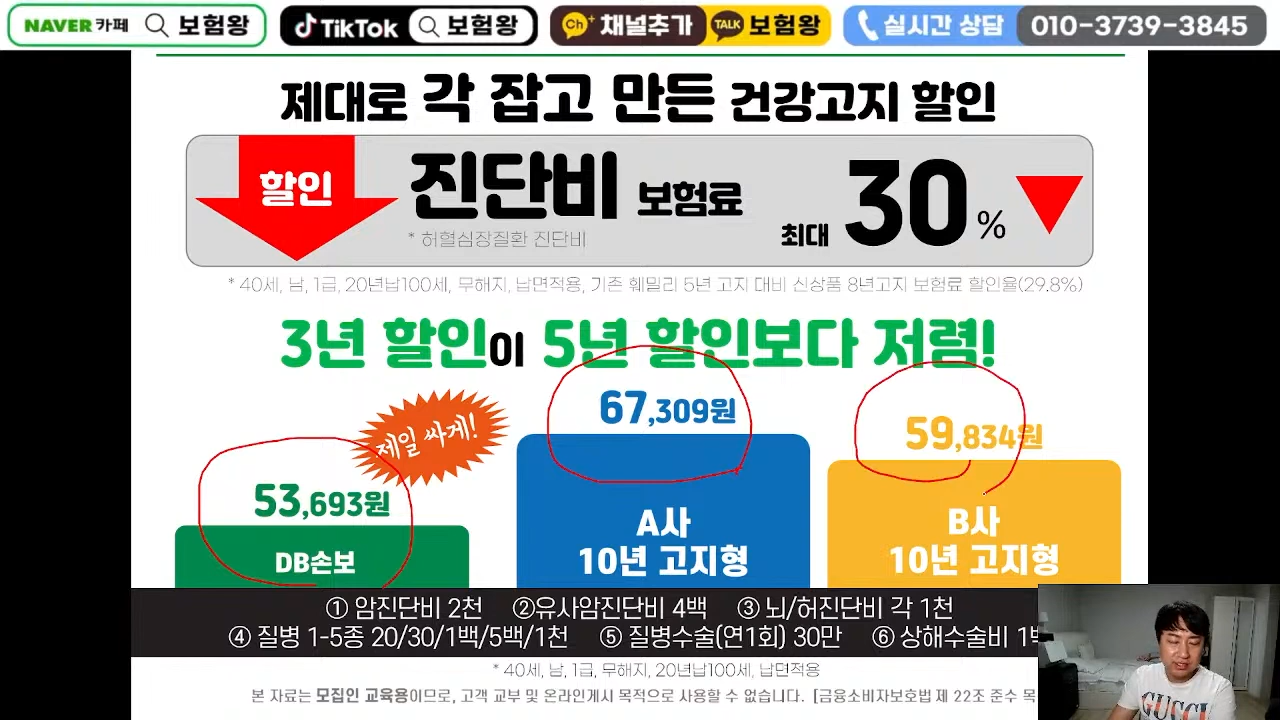 NAVER 카페 보험왕 TikTok 보험왕 Ch+ 채널추가 TALK 보험왕 실시간 상담 010-3739-3845
제대로 각 잡고 만든 건강고지 할인
할인 진단비 보험료 최대 30%
* 허혈심장질환 진단비
* 40세, 남, 1급, 20년납100세, 무해지, 납면적용, 기존 훼밀리 5년 고지 대비 신상품 8년고지 보험료 할인율(29.8%)
3년 할인이 5년 할인보다 저렴!
제일 싸게!
53,693원
DB손보
67,309원
A사
10년 고지형
59,834원
B사
10년 고지형
① 암진단비 2천 ②유사암진단비 4백 ③ 뇌/허진단비 각 1천
④ 질병 1-5종 20/30/1백/5백/1천 ⑤ 질병수술(연1회) 30만 ⑥ 상해수술비
* 40세, 남, 1급, 무해지, 20년납100세, 납면적용
본 자료는 모집인 교육용이므로, 고객 교부 및 온라인게시 목적으로 사용할 수 없습니다. [금융소비자보호법 제 22조 준수
GUCCI